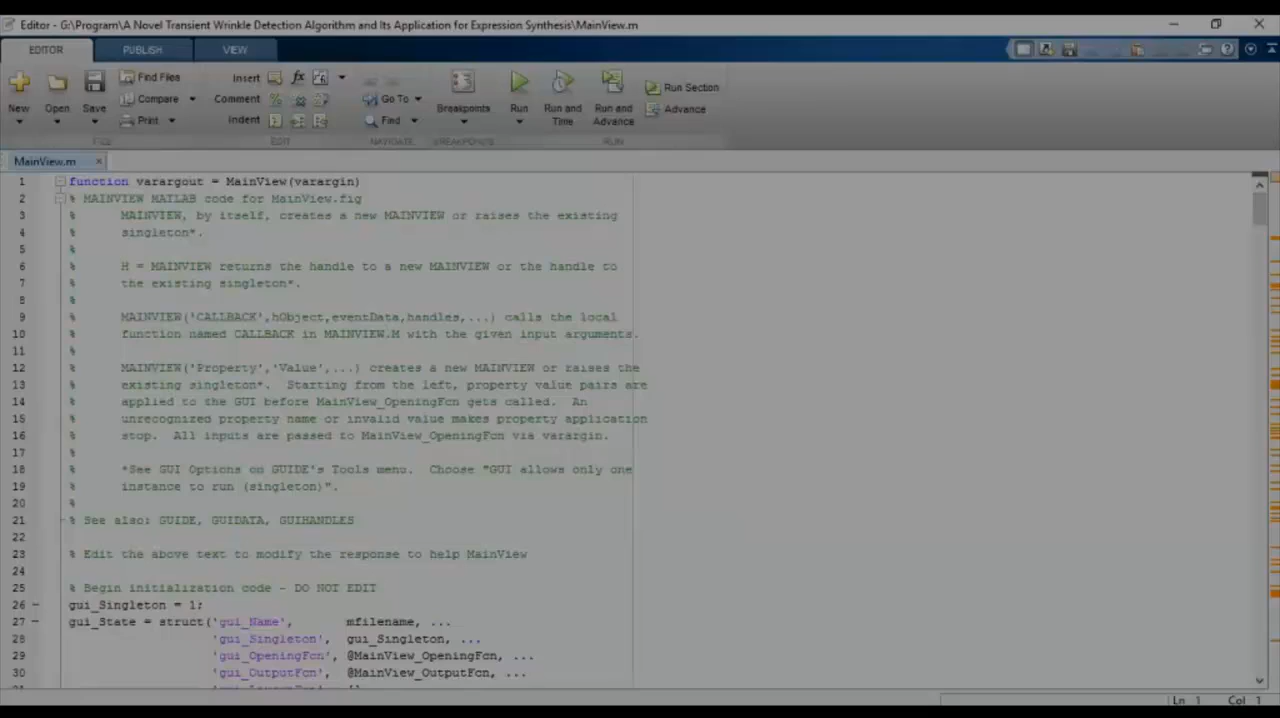 Editor - G:\Program\A Novel Transient Wrinkle Detection Algorithm and Its Application for Expression Synthesis\MainView.m
EDITOR PUBLISH VIEW
Find Files Insert fx
Compare Comment Go To
Print Indent Find
New Open Save Breakpoints Run Run and Time Run and Advance Run Section
Advance
FILE EDIT NAVIGATE BREAKPOINTS RUN
MainView.m ×
1 function varargout = MainView(varargin)
2 % MAINVIEW MATLAB code for MainView.fig
3 % MAINVIEW, by itself, creates a new MAINVIEW or raises the existing
4 % singleton*.
5 %
6 % H = MAINVIEW returns the handle to a new MAINVIEW or the handle to
7 % the existing singleton*.
8 %
9 % MAINVIEW('CALLBACK',hObject,eventData,handles,...) calls the local
10 % function named CALLBACK in MAINVIEW.M with the given input arguments.
11 %
12 % MAINVIEW('Property','Value',...) creates a new MAINVIEW or raises the
13 % existing singleton*. Starting from the left, property value pairs are
14 % applied to the GUI before MainView_OpeningFcn gets called. An
15 % unrecognized property name or invalid value makes property application
16 % stop. All inputs are passed to MainView_OpeningFcn via varargin.
17 %
18 % *See GUI Options on GUIDE's Tools menu. Choose "GUI allows only one
19 % instance to run (singleton)".
20 %
21 % See also: GUIDE, GUIDATA, GUIHANDLES
22
23 % Edit the above text to modify the response to help MainView
24
25 % Begin initialization code - DO NOT EDIT
26 - gui_Singleton = 1;
27 - gui_State = struct('gui_Name', mfilename, ...
28 'gui_Singleton', gui_Singleton, ...
29 'gui_OpeningFcn', @MainView_OpeningFcn, ...
30 'gui_OutputFcn', @MainView_OutputFcn, ...
Ln 1 Col 1